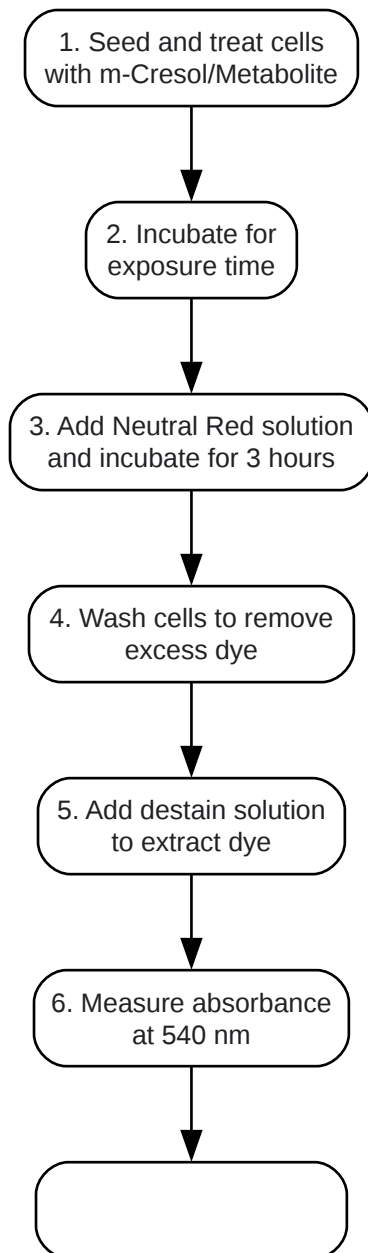 1. Seed and treat cells
with m-Cresol/Metabolite
2. Incubate for
exposure time
3. Add Neutral Red solution
and incubate for 3 hours
4. Wash cells to remove
excess dye
5. Add destain solution
to extract dye
6. Measure absorbance
at 540 nm